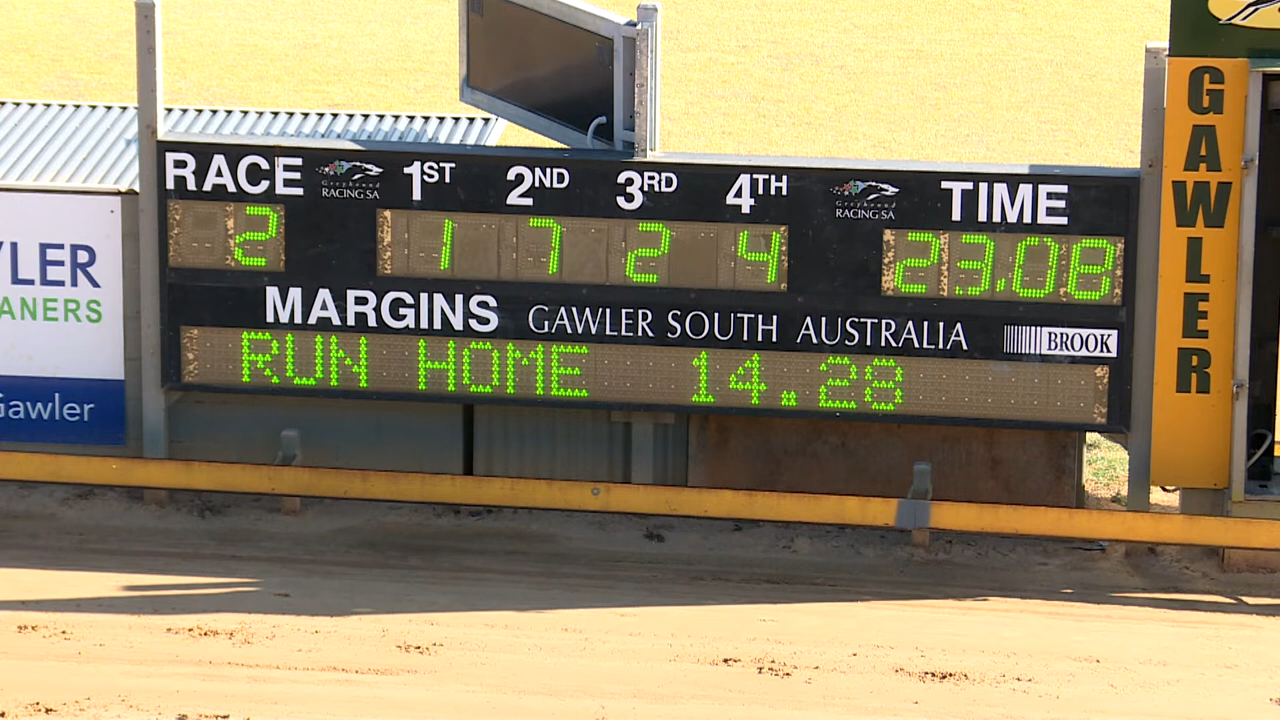 RACE 1ST 2ND 3RD 4TH TIME
Greyhound RACING SA
Greyhound RACING SA
2 1 7 2 4 23.08
MARGINS GAWLER SOUTH AUSTRALIA BROOK
RUN HOME 14.28
LER
ANERS
Gawler
GAWLER